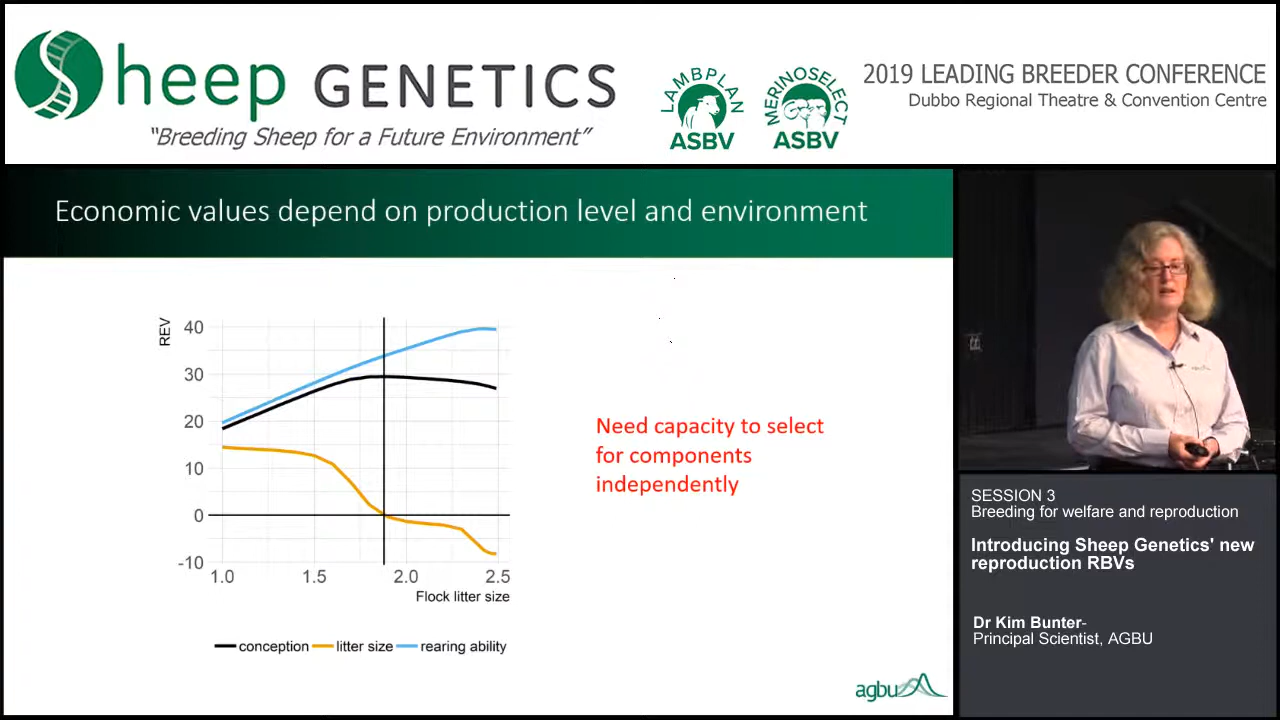 Sheep GENETICS
"Breeding Sheep for a Future Environment"
LAMBPLAN
ASBV
MERINOSELECT
ASBV
2019 LEADING BREEDER CONFERENCE
Dubbo Regional Theatre & Convention Centre
Economic values depend on production level and environment
REV
40
30
20
10
0
-10
1.0 1.5 2.0 2.5
Flock litter size
conception litter size rearing ability
Need capacity to select
for components
independently
agbu
SESSION 3
Breeding for welfare and reproduction
Introducing Sheep Genetics' new
reproduction RBVs
Dr Kim Bunter-
Principal Scientist, AGBU